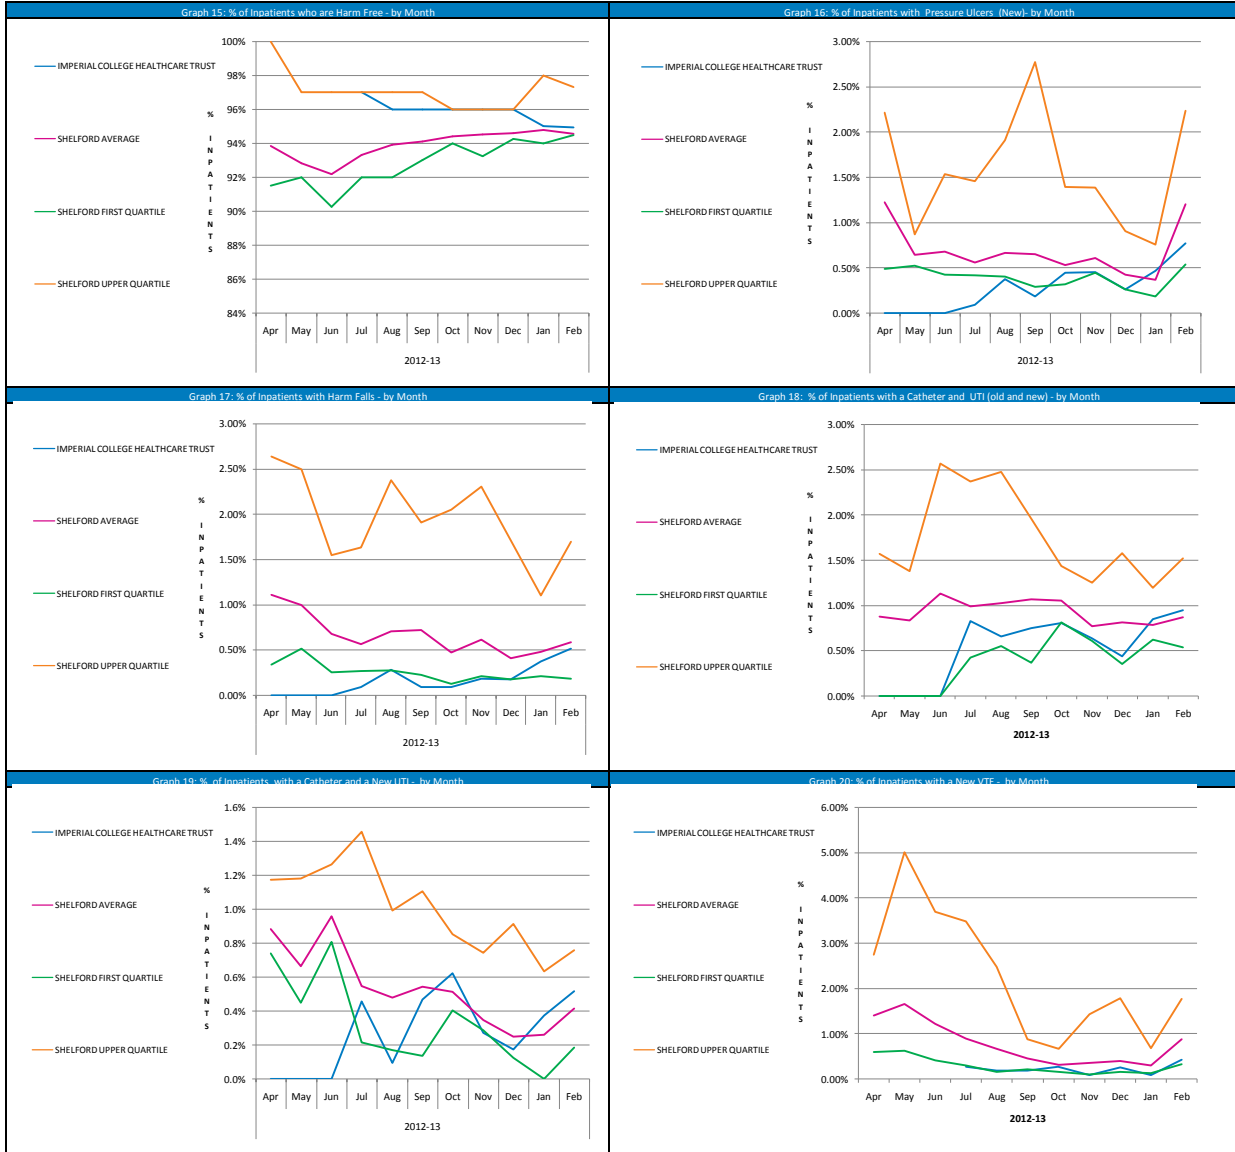 Graph 15: % of Inpatients who are Harm Free - by Month
IMPERIAL COLLEGE HEALTHCARE TRUST
SHELFORD AVERAGE
SHELFORD FIRST QUARTILE
SHELFORD UPPER QUARTILE
% INPATIENTS
100%
98%
96%
94%
92%
90%
88%
86%
84%
Apr May Jun Jul Aug Sep Oct Nov Dec Jan Feb
2012-13
Graph 16: % of Inpatients with Pressure Ulcers (New)- by Month
IMPERIAL COLLEGE HEALTHCARE TRUST
SHELFORD AVERAGE
SHELFORD FIRST QUARTILE
SHELFORD UPPER QUARTILE
% INPATIENTS
3.00%
2.50%
2.00%
1.50%
1.00%
0.50%
0.00%
Apr May Jun Jul Aug Sep Oct Nov Dec Jan Feb
2012-13
Graph 17: % of Inpatients with Harm Falls - by Month
IMPERIAL COLLEGE HEALTHCARE TRUST
SHELFORD AVERAGE
SHELFORD FIRST QUARTILE
SHELFORD UPPER QUARTILE
% INPATIENTS
3.00%
2.50%
2.00%
1.50%
1.00%
0.50%
0.00%
Apr May Jun Jul Aug Sep Oct Nov Dec Jan Feb
2012-13
Graph 18: % of Inpatients with a Catheter and UTI (old and new) - by Month
IMPERIAL COLLEGE HEALTHCARE TRUST
SHELFORD AVERAGE
SHELFORD FIRST QUARTILE
SHELFORD UPPER QUARTILE
% INPATIENTS
3.00%
2.50%
2.00%
1.50%
1.00%
0.50%
0.00%
Apr May Jun Jul Aug Sep Oct Nov Dec Jan Feb
2012-13
Graph 19: % of Inpatients with a Catheter and a New UTI - by Month
IMPERIAL COLLEGE HEALTHCARE TRUST
SHELFORD AVERAGE
SHELFORD FIRST QUARTILE
SHELFORD UPPER QUARTILE
% INPATIENTS
1.6%
1.4%
1.2%
1.0%
0.8%
0.6%
0.4%
0.2%
0.0%
Apr May Jun Jul Aug Sep Oct Nov Dec Jan Feb
2012-13
Graph 20: % of Inpatients with a New VTE - by Month
IMPERIAL COLLEGE HEALTHCARE TRUST
SHELFORD AVERAGE
SHELFORD FIRST QUARTILE
SHELFORD UPPER QUARTILE
% INPATIENTS
6.00%
5.00%
4.00%
3.00%
2.00%
1.00%
0.00%
Apr May Jun Jul Aug Sep Oct Nov Dec Jan Feb
2012-13